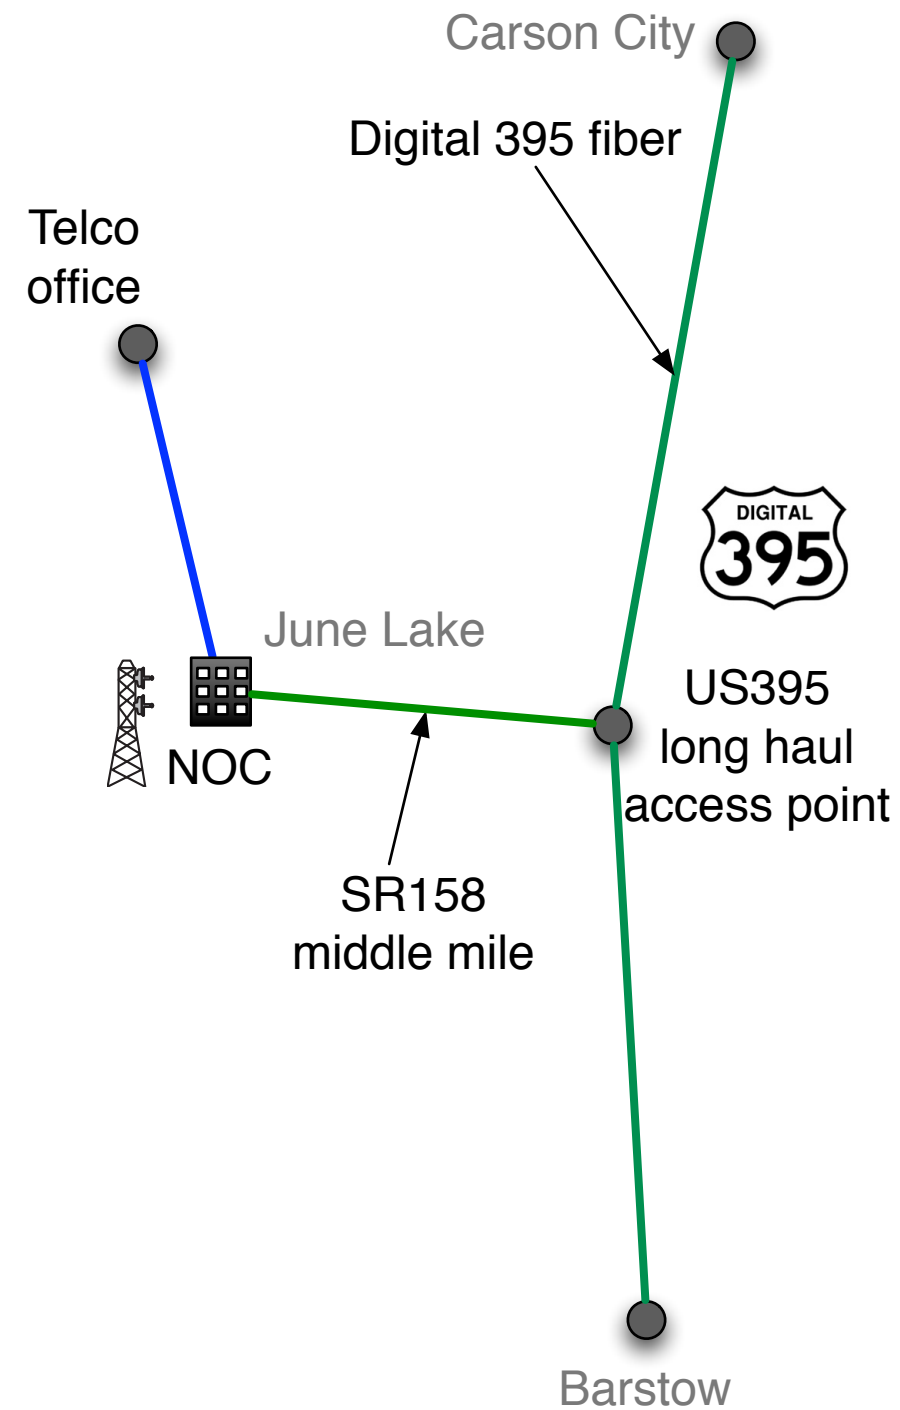 Carson City
Digital 395 fiber
Telco
office
DIGITAL
395
June Lake
US395
long haul
access point
NOC
SR158
middle mile
Barstow